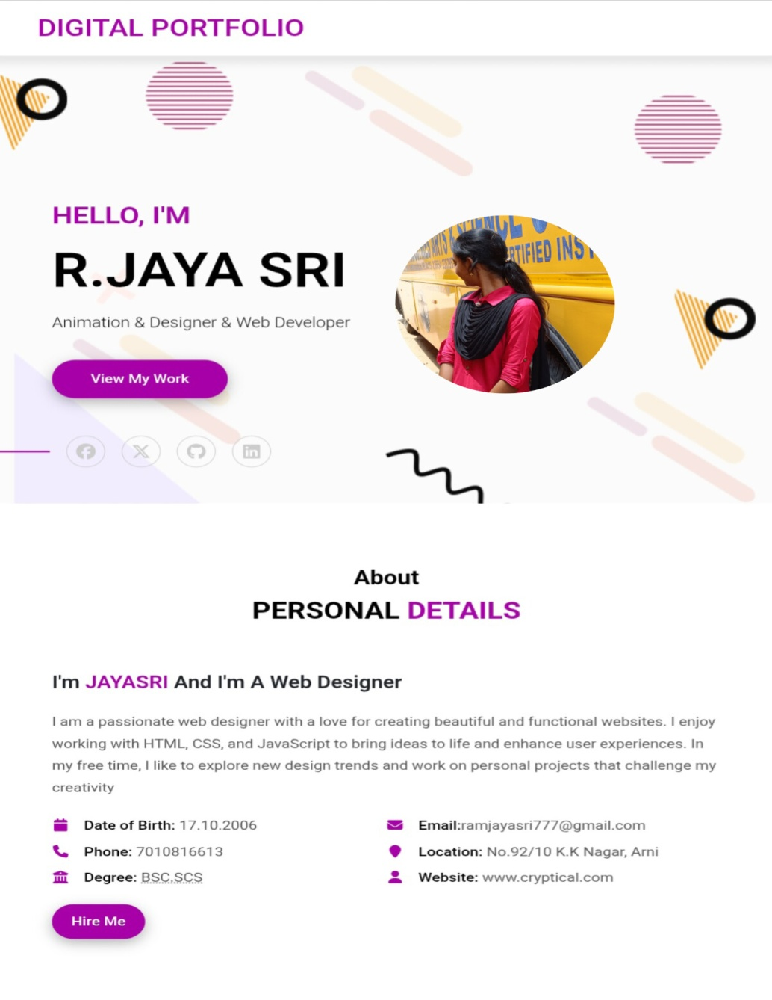 DIGITAL PORTFOLIO
HELLO, I'M
R.JAYA SRI
Animation & Designer & Web Developer
View My Work
ARTS & SCIENCE
RTIFIED INS
About
PERSONAL DETAILS
I'm JAYASRI And I'm A Web Designer
I am a passionate web designer with a love for creating beautiful and functional websites. I enjoy
working with HTML, CSS, and JavaScript to bring ideas to life and enhance user experiences. In
my free time, I like to explore new design trends and work on personal projects that challenge my
creativity
Date of Birth: 17.10.2006
Email:ramjayasri777@gmail.com
Phone: 7010816613
Location: No.92/10 K.K Nagar, Arni
Degree: BSC.SCS
Website: www.cryptical.com
Hire Me